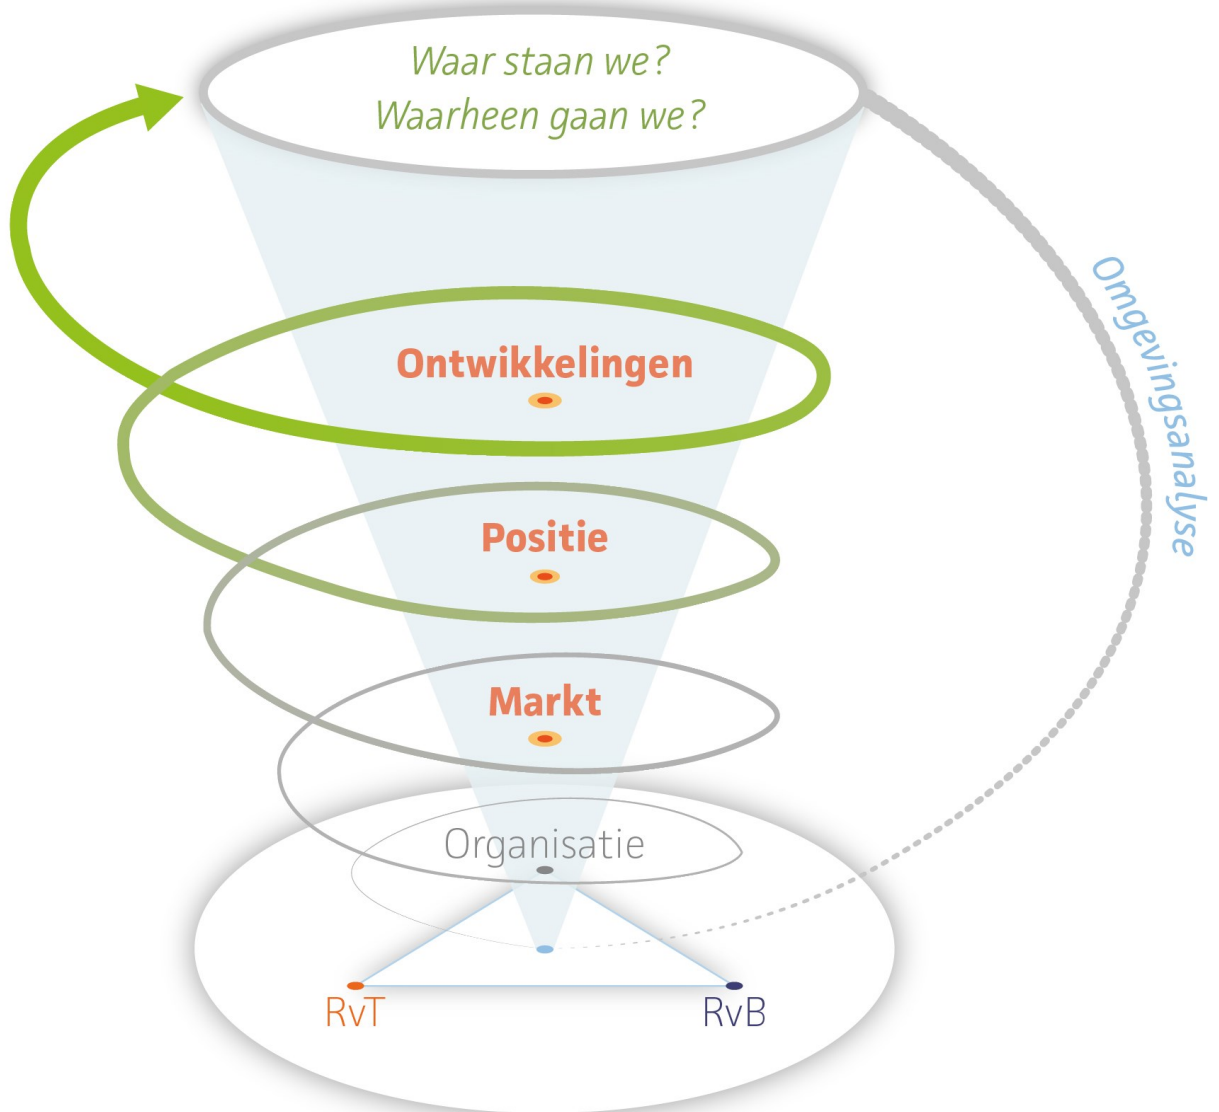 Waar staan we?
Waarheen gaan we?
Omgevingsanalyse
Ontwikkelingen
Positie
Markt
Organisatie
RvT
RvB